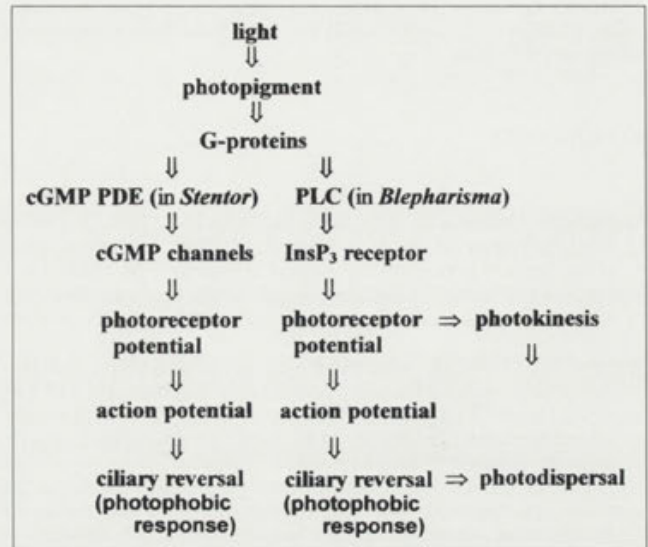 light
⇓
photopigment
⇓
G-proteins
⇓ ⇓
cGMP PDE (in Stentor) PLC (in Blepharisma)
⇓ ⇓
cGMP channels InsP₃ receptor
⇓ ⇓
photoreceptor photoreceptor ⇒ photokinesis
potential potential
⇓ ⇓ ⇓
action potential action potential
⇓ ⇓
ciliary reversal ciliary reversal ⇒ photodispersal
(photophobic (photophobic
response) response)